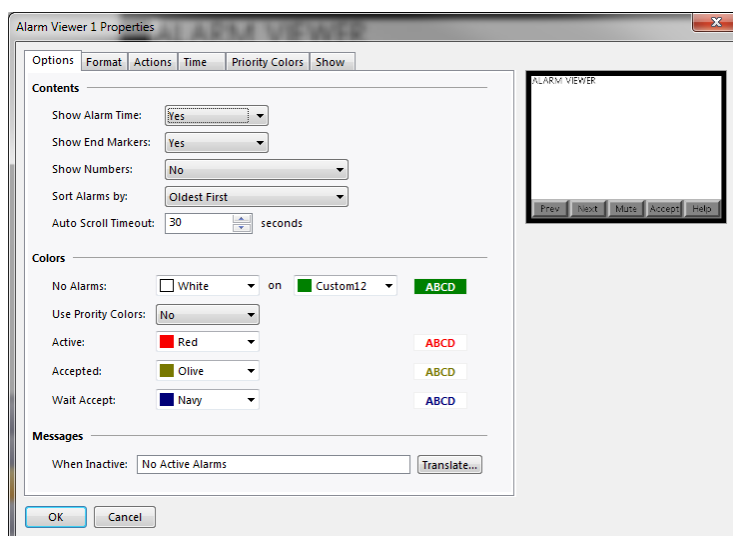 ALARM VIEWER
Alarm Viewer 1 Properties
Options Format Actions Time Priority Colors Show
Contents
Show Alarm Time: Yes
Show End Markers: Yes
Show Numbers: No
Sort Alarms by: Oldest First
Auto Scroll Timeout: 30 seconds
Colors
No Alarms: White on Custom12 ABCD
Use Prority Colors: No
Active: Red ABCD
Accepted: Olive ABCD
Wait Accept: Navy ABCD
Messages
When Inactive: No Active Alarms Translate...
OK Cancel
ALARM VIEWER
Prev Next Mute Accept Help